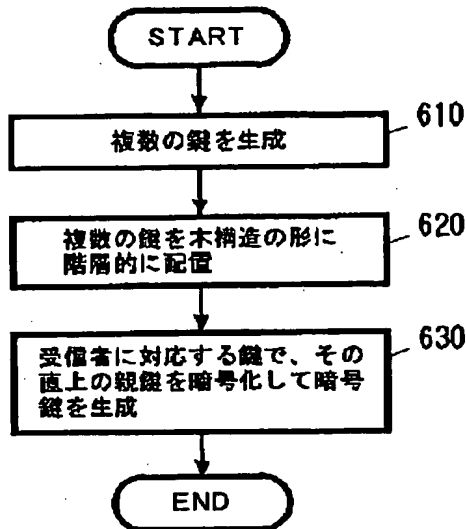 START
複数の鍵を生成
610
複数の鍵を木構造の形に
階層的に配置
620
受信者に対応する鍵で、その
直上の親鍵を暗号化して暗号
鍵を生成
630
END